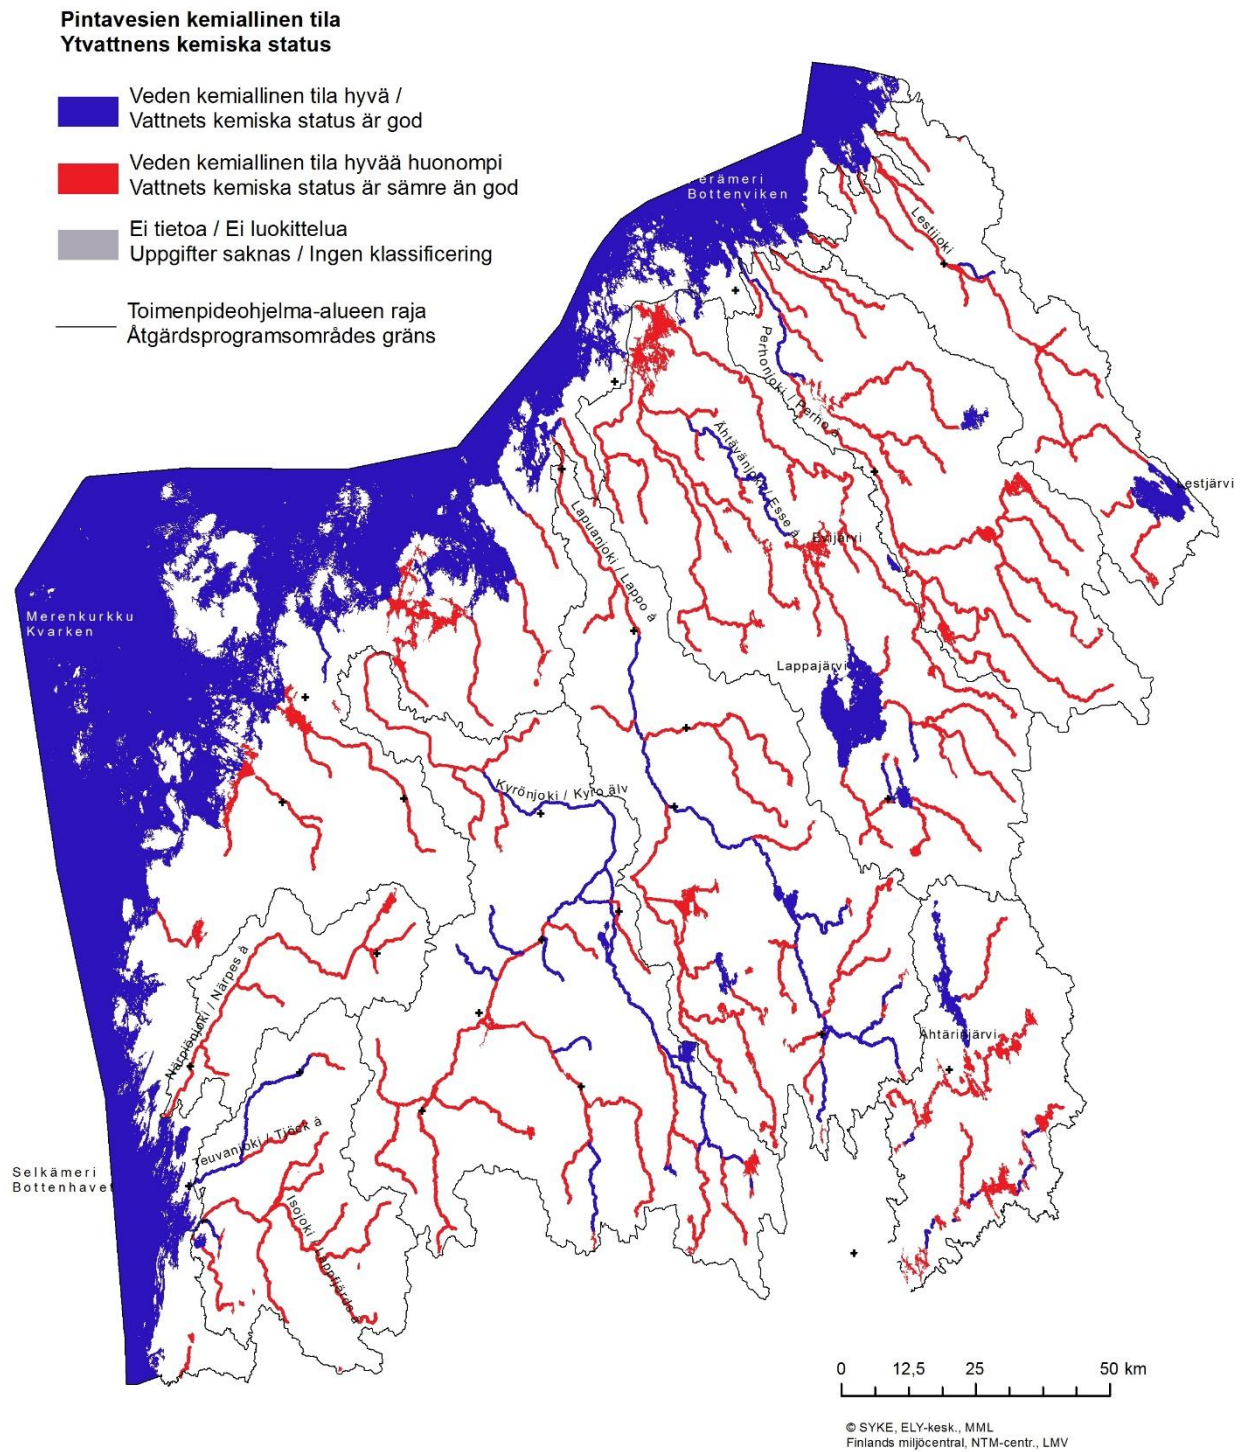 Pintavesien kemiallinen tila
Ytvattnens kemiska status
Veden kemiallinen tila hyvä /
Vattnets kemiska status är god
Veden kemiallinen tila hyvää huonompi
Vattnets kemiska status är sämre än god
Ei tietoa / Ei luokittelua
Uppgifter saknas / Ingen klassificering
Toimenpideohjelma-alueen raja
Åtgärdsprogramsområdes gräns
erämeri
Bottenviken
Lestijoki
Perhonjoki / Perho å
Ähtävänjoki / Esse å
Lestjärvi
Lapuanjoki / Lappo å
Evijärvi
Merenkurkku
Kvarken
Lappajärvi
Kyrönjoki / Kyro älv
Närpiönjoki / Närpes å
Ähtärinjärvi
Teuvanjoki / Tjöck å
Selkämeri
Bottenhavet
Isojoki / Lappfjärds å
0 12,5 25 50 km
© SYKE, ELY-kesk., MML
Finlands miljöcentral, NTM-centr., LMV